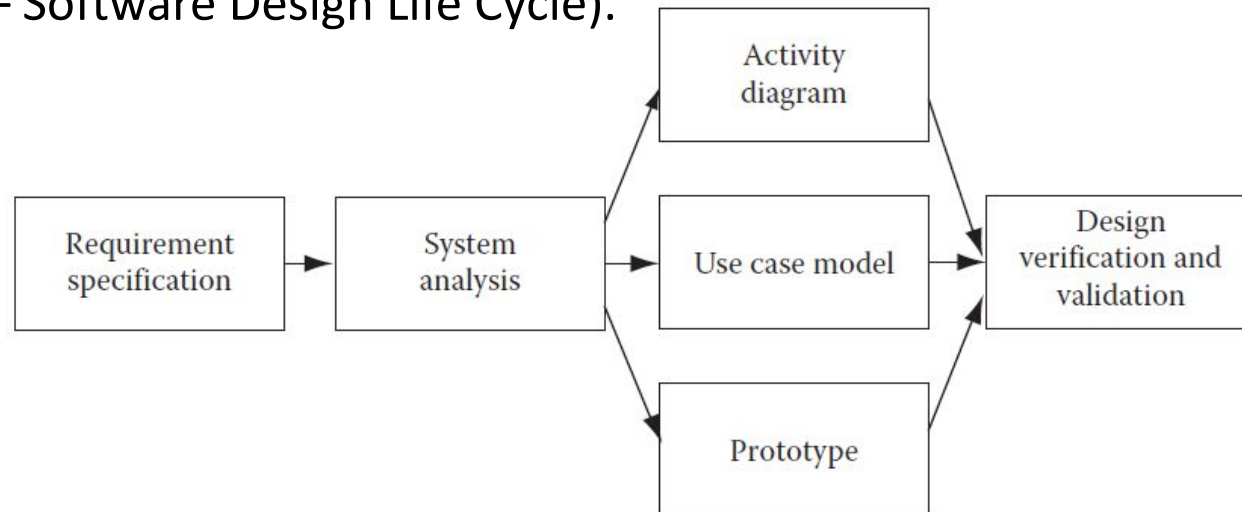 - Software Design Life Cycle).
Activity
diagram
Requirement
specification
System
analysis
Use case model
Design
verification and
validation
Prototype